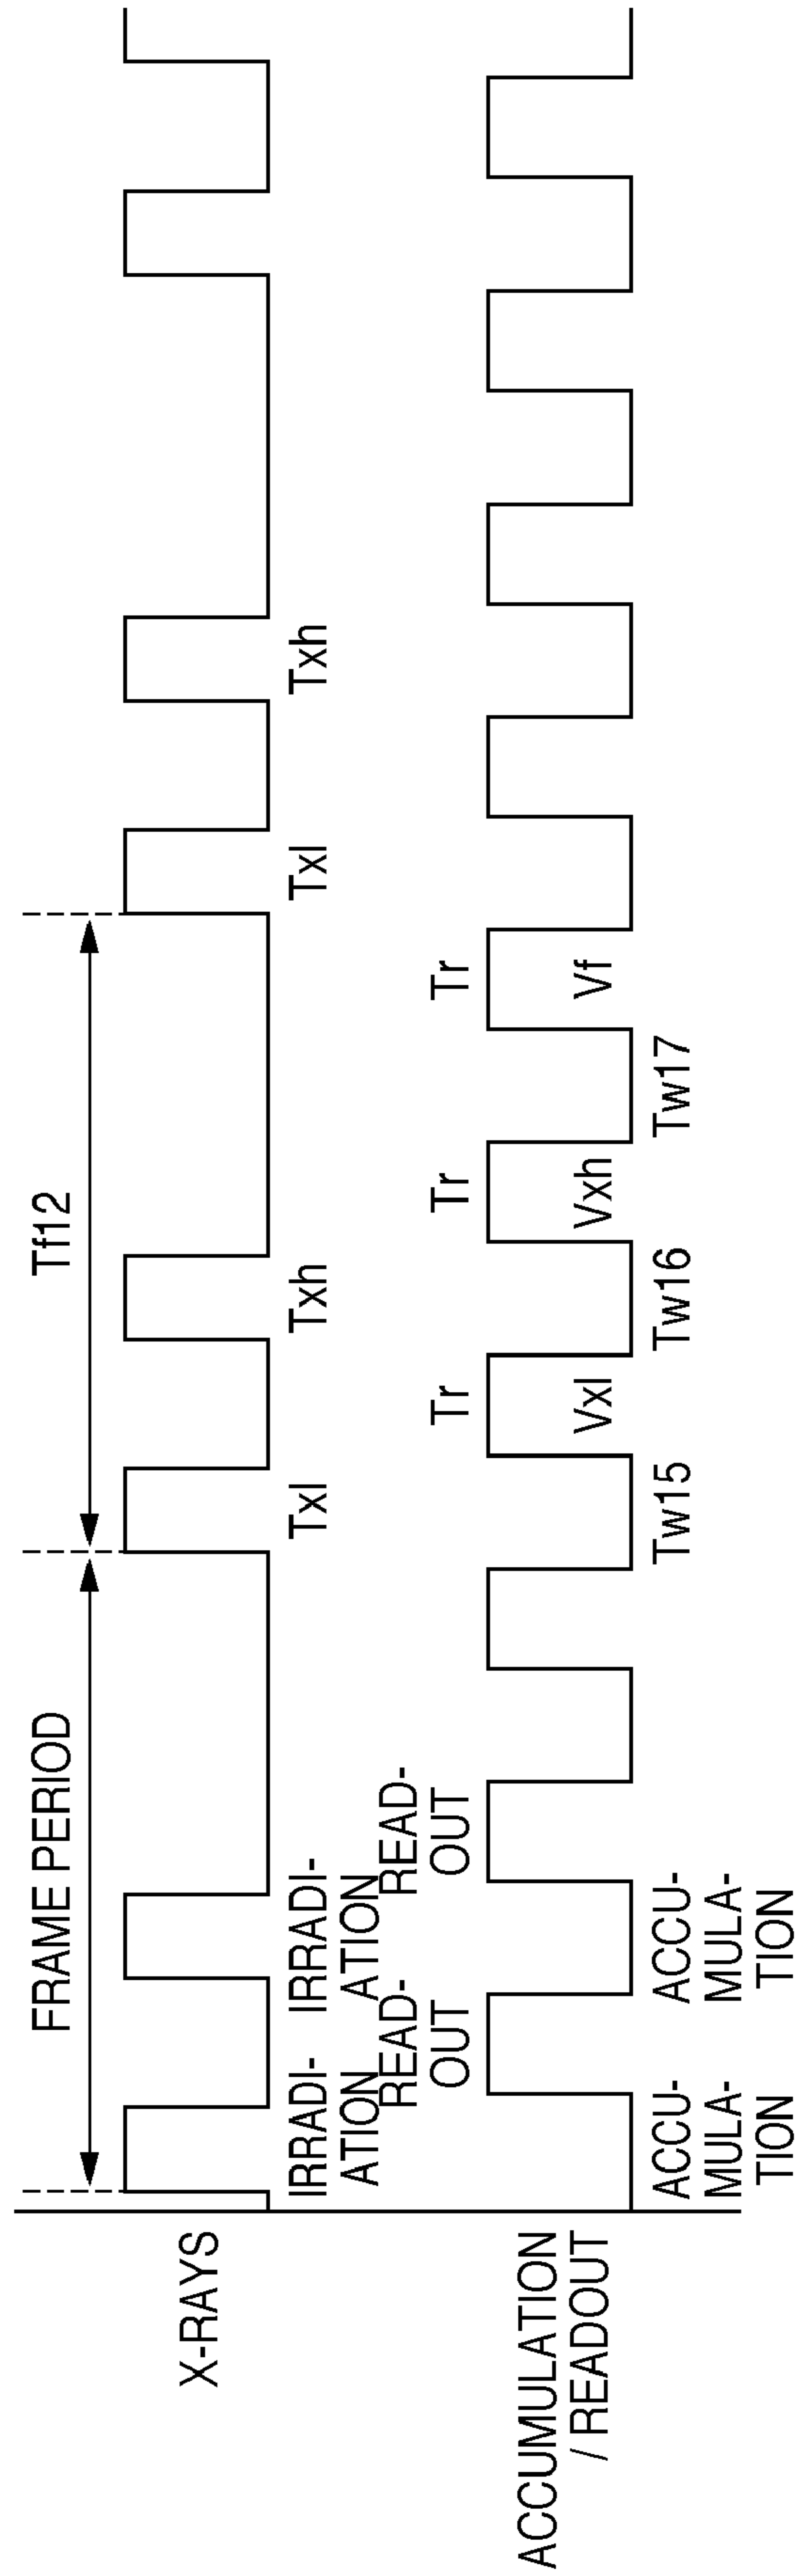 FRAME PERIOD
Tf12
X-RAYS
IRRADI-
ATION
IRRADI-
ATION
Txl
Txh
Txl
Txh
READ-
OUT
READ-
OUT
Tr
Tr
Tr
ACCUMULATION
/ READOUT
Vxl
Vxh
Vf
ACCU-
MULA-
TION
ACCU-
MULA-
TION
Tw15
Tw16
Tw17